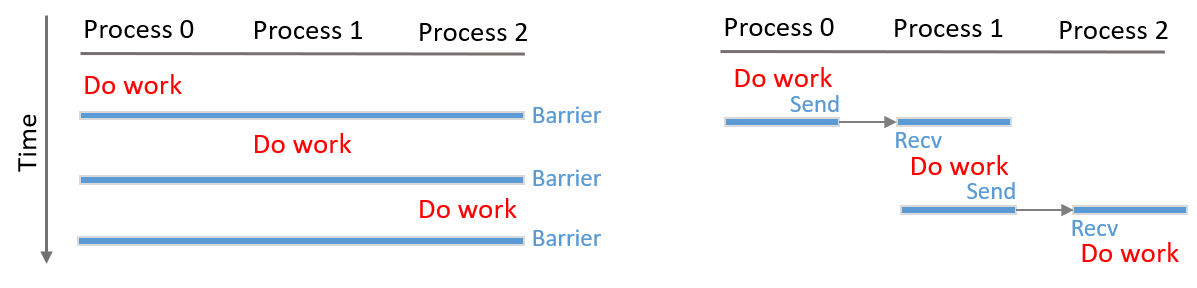 Process 0 Process 1 Process 2
Do work
Barrier
Do work
Barrier
Do work
Barrier
Time
Process 0 Process 1 Process 2
Do work
Send
Recv
Do work
Send
Recv
Do work